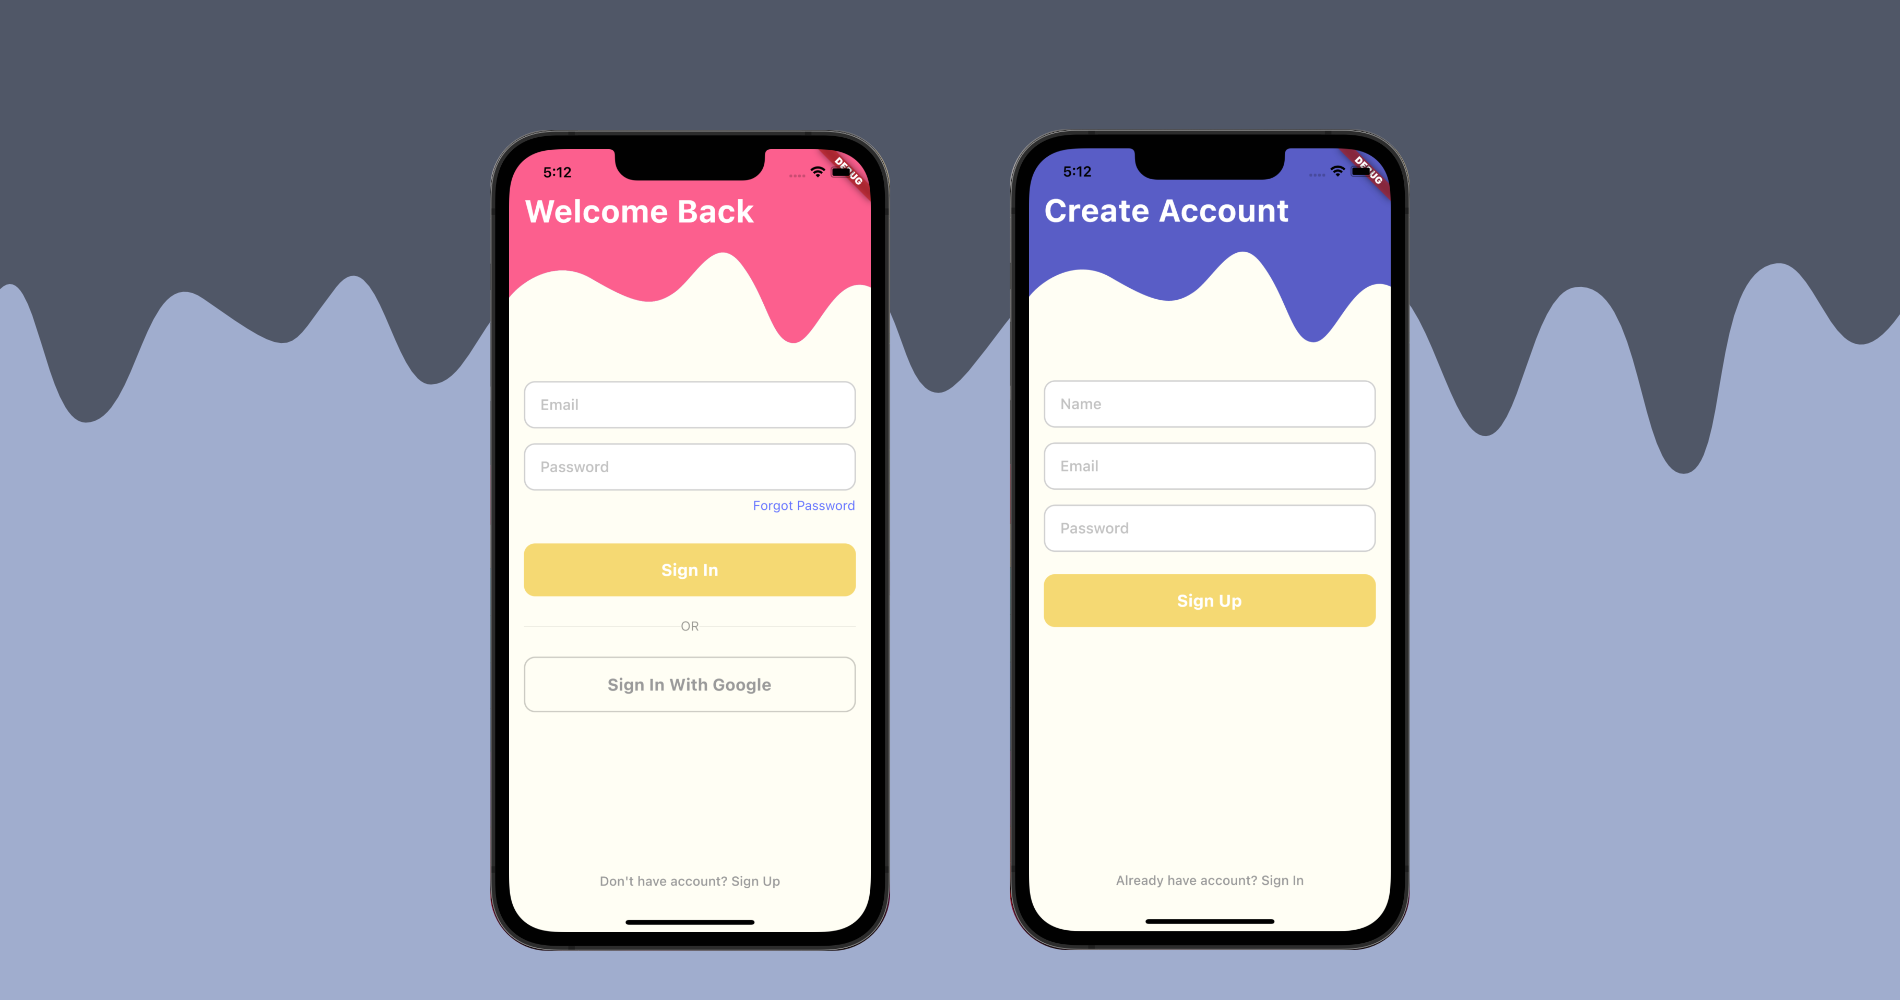 5:12
DEBUG
Welcome Back
Email
Password
Forgot Password
Sign In
OR
Sign In With Google
Don't have account? Sign Up
5:12
DEBUG
Create Account
Name
Email
Password
Sign Up
Already have account? Sign In